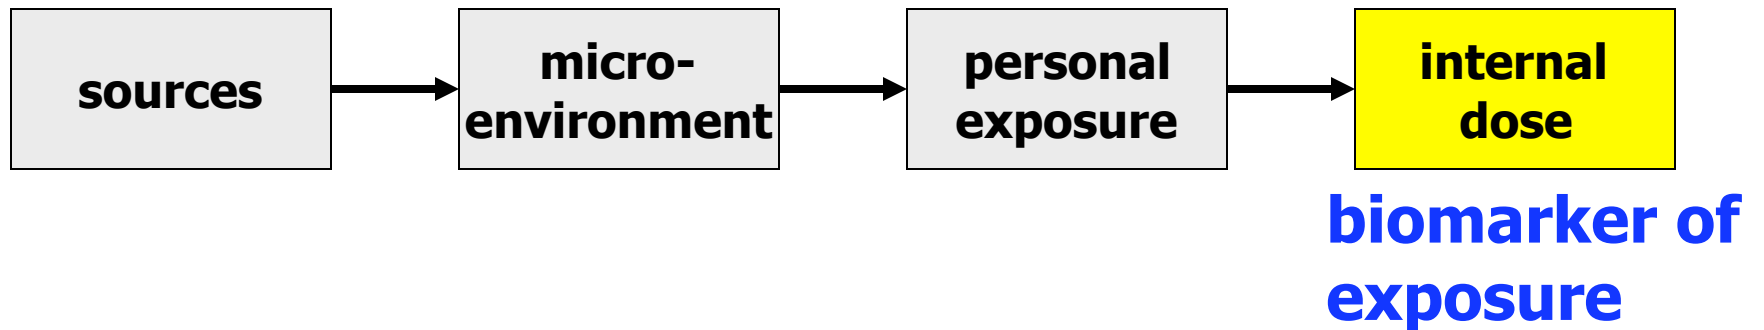 sources
micro-
environment
personal
exposure
internal
dose
biomarker of
exposure